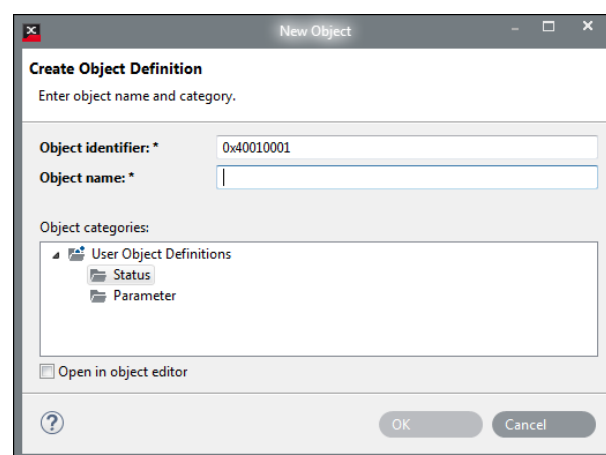 New Object
Create Object Definition
Enter object name and category.
Object identifier: * 0x40010001
Object name: *
Object categories:
User Object Definitions
Status
Parameter
Open in object editor
? OK Cancel